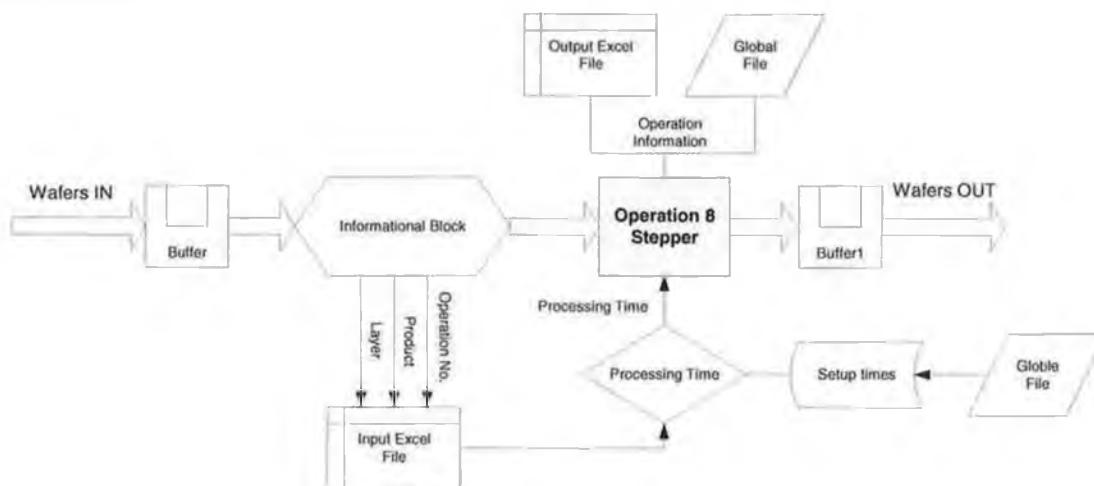 Output Excel
File
Global
File
Operation
Information
Wafers IN
Buffer
Informational Block
Operation 8
Stepper
Buffer1
Wafers OUT
Layer
Product
Operation No.
Processing Time
Processing Time
Setup times
Globle
File
Input Excel
File